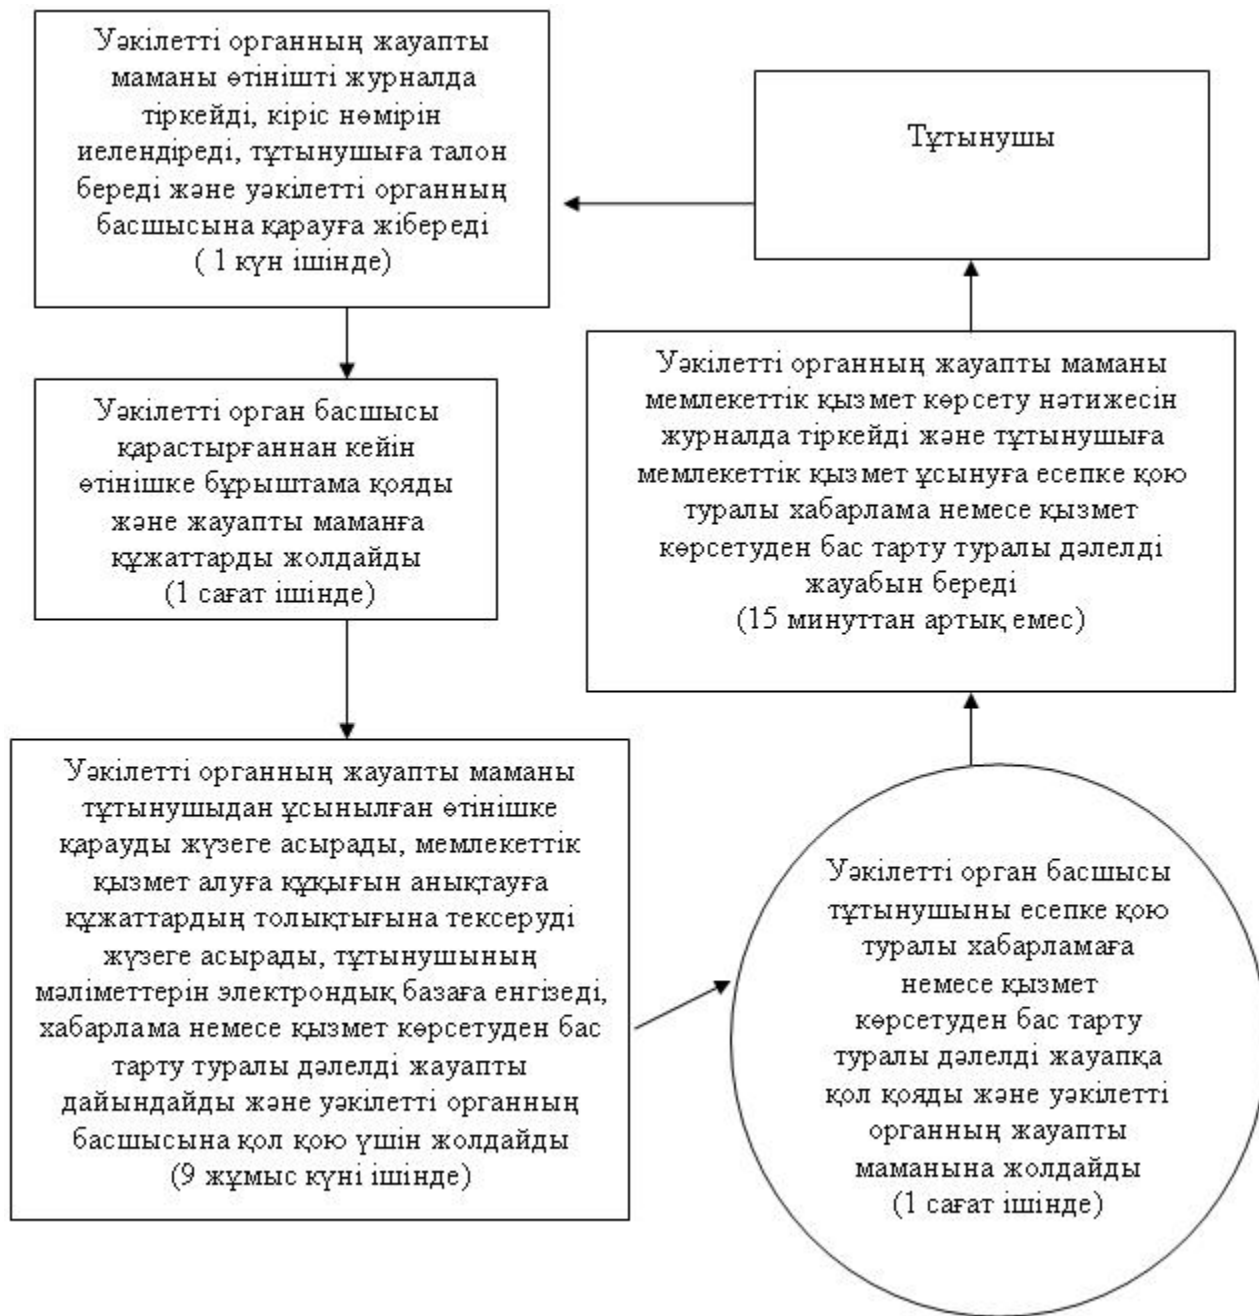 Уәкілетті органның жауапты
маманы өтінішті журналда
тіркейді, кіріс нөмірін
иелендіреді, тұтынушыға талон
береді және уәкілетті органның
басшысына қарауға жібереді
( 1 күн ішінде)
Тұтынушы
Уәкілетті орган басшысы
қарастырғаннан кейін
өтінішке бұрыштама қояды
және жауапты маманға
құжаттарды жолдайды
(1 сағат ішінде)
Уәкілетті органның жауапты маманы
мемлекеттік қызмет көрсету нәтижесін
журналда тіркейді және тұтынушыға
мемлекеттік қызмет ұсынуға есепке қою
туралы хабарлама немесе қызмет
көрсетуден бас тарту туралы дәлелді
жауабын береді
(15 минуттан артық емес)
Уәкілетті органның жауапты маманы
тұтынушыдан ұсынылған өтінішке
қарауды жүзеге асырады, мемлекеттік
қызмет алуға құқығын анықтауға
құжаттардың толықтығына тексеруді
жүзеге асырады, тұтынушының
мәліметтерін электрондық базаға енгізеді,
хабарлама немесе қызмет көрсетуден бас
тарту туралы дәлелді жауапты
дайындайды және уәкілетті органның
басшысына қол қою үшін жолдайды
(9 жұмыс күні ішінде)
Уәкілетті орган басшысы
тұтынушыны есепке қою
туралы хабарламаға
немесе қызмет
көрсетуден бас тарту
туралы дәлелді жауапқа
қол қояды және уәкілетті
органның жауапты
маманына жолдайды
(1 сағат ішінде)